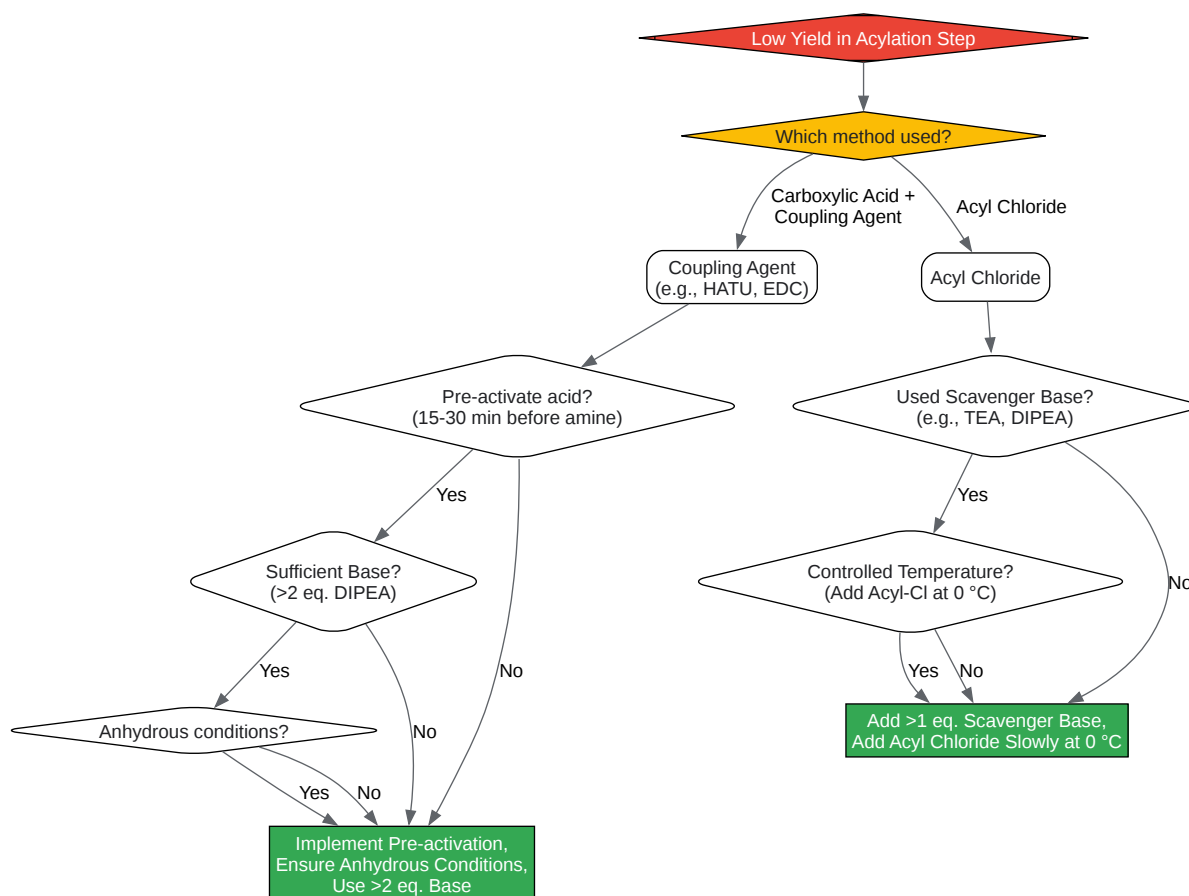 Low Yield in Acylation Step
Which method used?
Carboxylic Acid +
Coupling Agent
Acyl Chloride
Coupling Agent
(e.g., HATU, EDC)
Acyl Chloride
Pre-activate acid?
(15-30 min before amine)
Used Scavenger Base?
(e.g., TEA, DIPEA)
Yes
Yes
Sufficient Base?
(>2 eq. DIPEA)
Controlled Temperature?
(Add Acyl-Cl at 0 °C)
No
Yes
No
Yes
No
Anhydrous conditions?
No
Add >1 eq. Scavenger Base,
Add Acyl Chloride Slowly at 0 °C
Yes
No
Implement Pre-activation,
Ensure Anhydrous Conditions,
Use >2 eq. Base